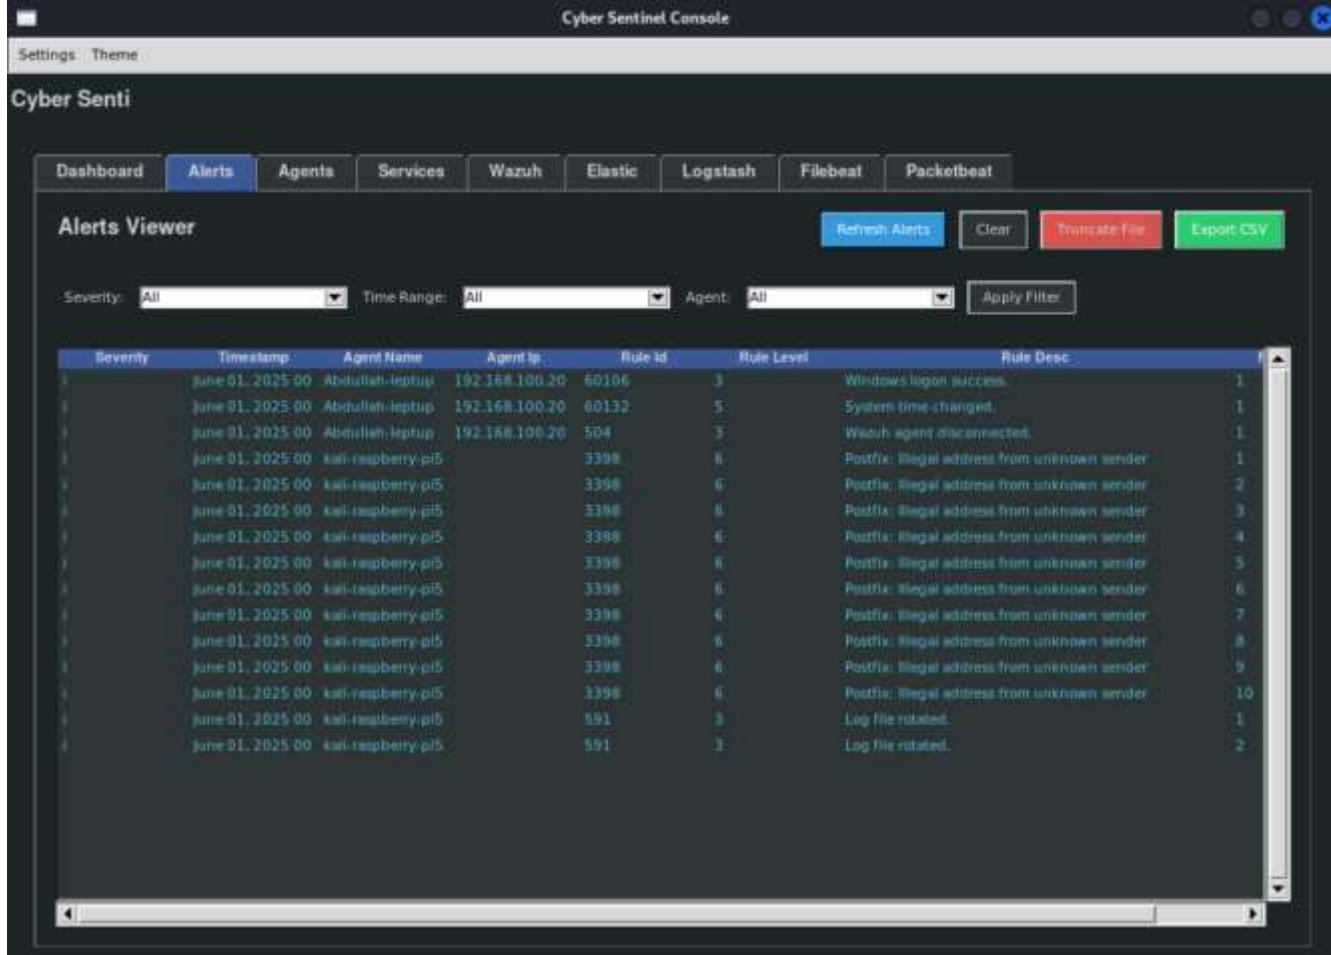 Cyber Sentinel Console
Settings Theme
Cyber Senti
Dashboard Alerts Agents Services Wazuh Elastic Logstash Filebeat Packetbeat
Alerts Viewer Refresh Alerts Clear Truncate File Export CSV
Severity: All Time Range: All Agent: All Apply Filter
Severity Timestamp Agent Name Agent Ip Rule Id Rule Level Rule Desc
June 01, 2025 00 Abdullah-leptup 192.168.100.20 60106 3 Windows logon success. 1
June 01, 2025 00 Abdullah-leptup 192.168.100.20 60132 5 System time changed. 1
June 01, 2025 00 Abdullah-leptup 192.168.100.20 504 3 Wazuh agent disconnected. 1
June 01, 2025 00 kali-raspberry-pi5 3398 6 Postfix: Illegal address from unknown sender 1
June 01, 2025 00 kali-raspberry-pi5 3398 6 Postfix: Illegal address from unknown sender 2
June 01, 2025 00 kali-raspberry-pi5 3398 6 Postfix: Illegal address from unknown sender 3
June 01, 2025 00 kali-raspberry-pi5 3398 6 Postfix: Illegal address from unknown sender 4
June 01, 2025 00 kali-raspberry-pi5 3398 6 Postfix: Illegal address from unknown sender 5
June 01, 2025 00 kali-raspberry-pi5 3398 6 Postfix: Illegal address from unknown sender 6
June 01, 2025 00 kali-raspberry-pi5 3398 6 Postfix: Illegal address from unknown sender 7
June 01, 2025 00 kali-raspberry-pi5 3398 6 Postfix: Illegal address from unknown sender 8
June 01, 2025 00 kali-raspberry-pi5 3398 6 Postfix: Illegal address from unknown sender 9
June 01, 2025 00 kali-raspberry-pi5 3398 6 Postfix: Illegal address from unknown sender 10
June 01, 2025 00 kali-raspberry-pi5 591 3 Log file rotated. 1
June 01, 2025 00 kali-raspberry-pi5 591 3 Log file rotated. 2